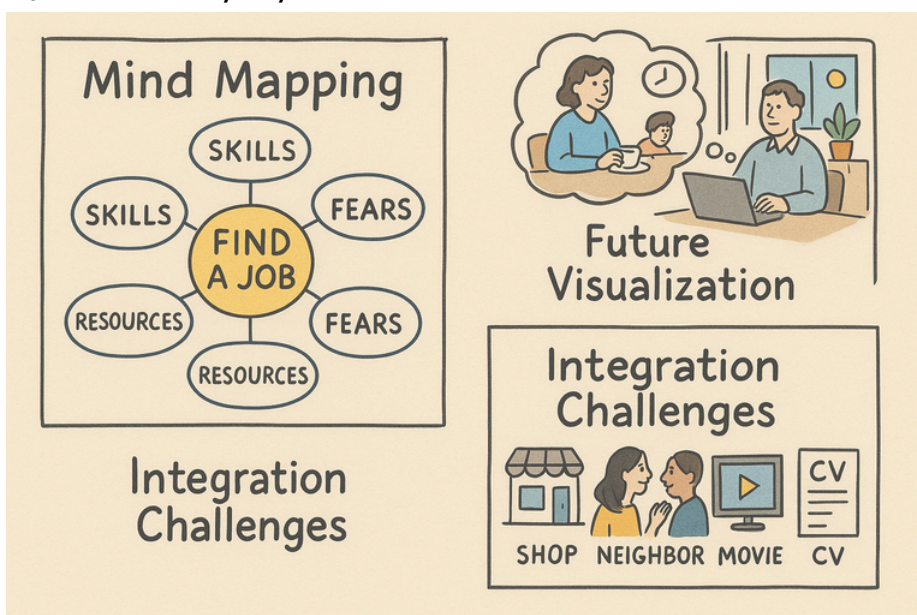 Mind Mapping
SKILLS
SKILLS
FEARS
FIND
A JOB
RESOURCES
FEARS
RESOURCES
Integration
Challenges
Future
Visualization
Integration
Challenges
CV
SHOP NEIGHBOR MOVIE CV